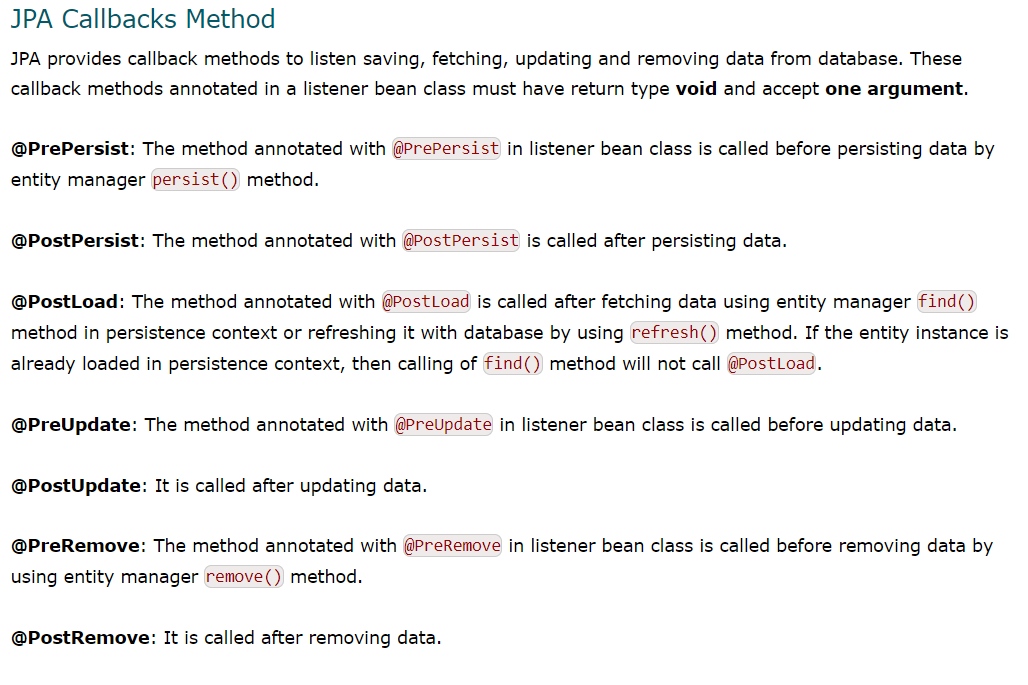 JPA Callbacks Method
JPA provides callback methods to listen saving, fetching, updating and removing data from database. These
callback methods annotated in a listener bean class must have return type void and accept one argument.
@PrePersist: The method annotated with @PrePersist in listener bean class is called before persisting data by
entity manager persist() method.
@PostPersist: The method annotated with @PostPersist is called after persisting data.
@PostLoad: The method annotated with @PostLoad is called after fetching data using entity manager find()
method in persistence context or refreshing it with database by using refresh() method. If the entity instance is
already loaded in persistence context, then calling of find() method will not call @PostLoad.
@PreUpdate: The method annotated with @PreUpdate in listener bean class is called before updating data.
@PostUpdate: It is called after updating data.
@PreRemove: The method annotated with @PreRemove in listener bean class is called before removing data by
using entity manager remove() method.
@PostRemove: It is called after removing data.